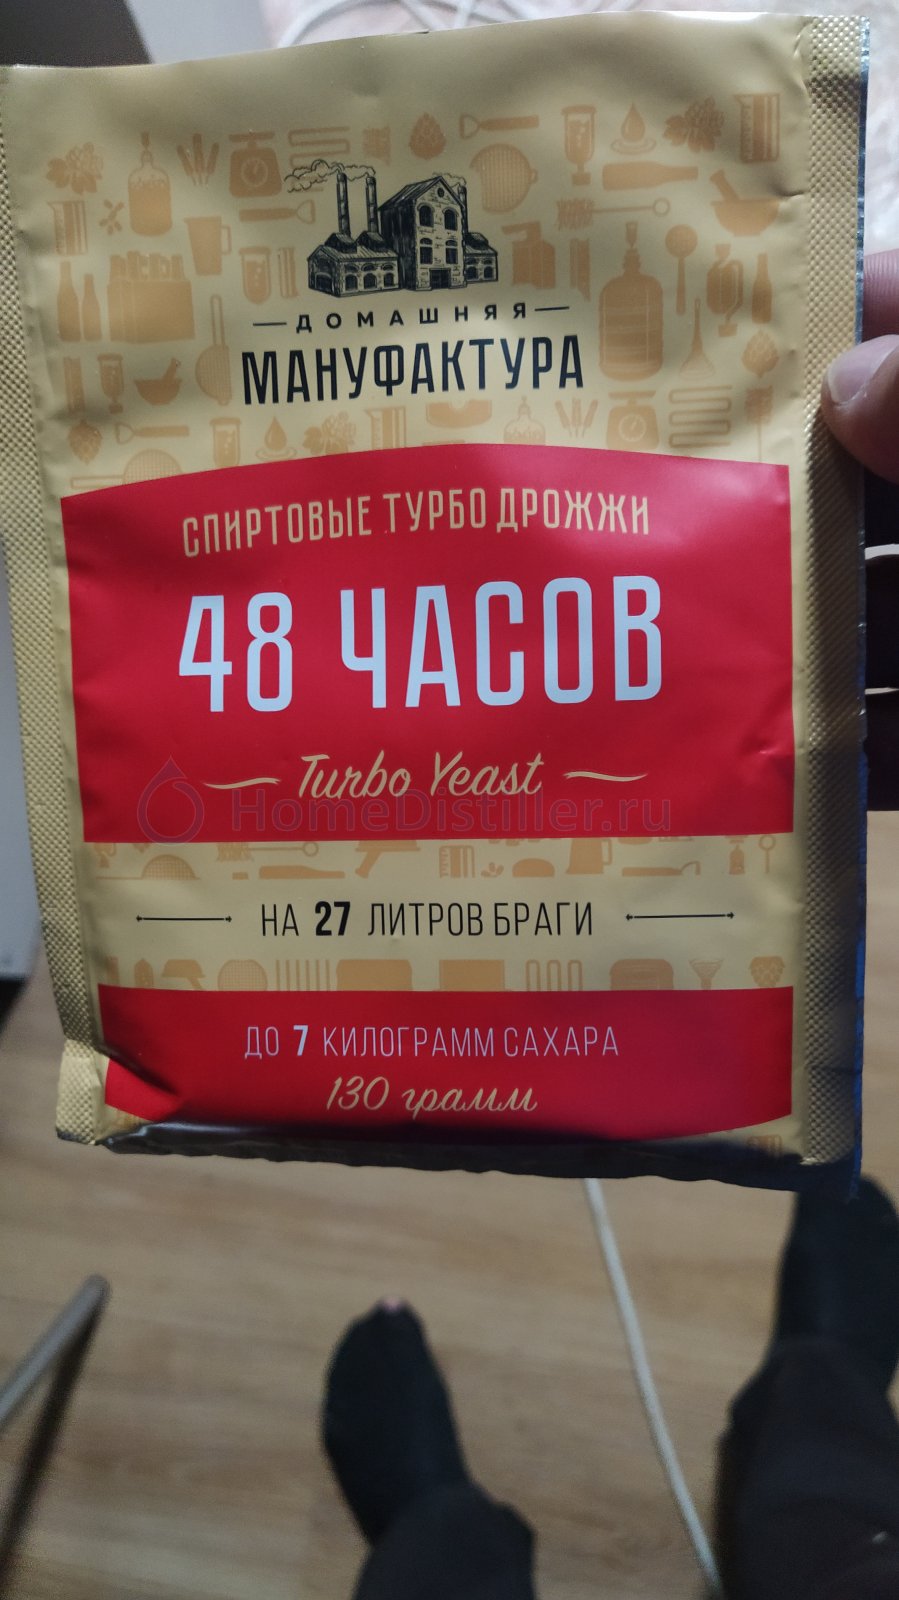 ДОМАШНЯЯ
МАНУФАКТУРА
СПИРТОВЫЕ ТУРБО ДРОЖЖИ
48 ЧАСОВ
Turbo Yeast
HomeDistiller.ru
НА 27 ЛИТРОВ БРАГИ
ДО 7 КИЛОГРАММ САХАРА
130 грамм